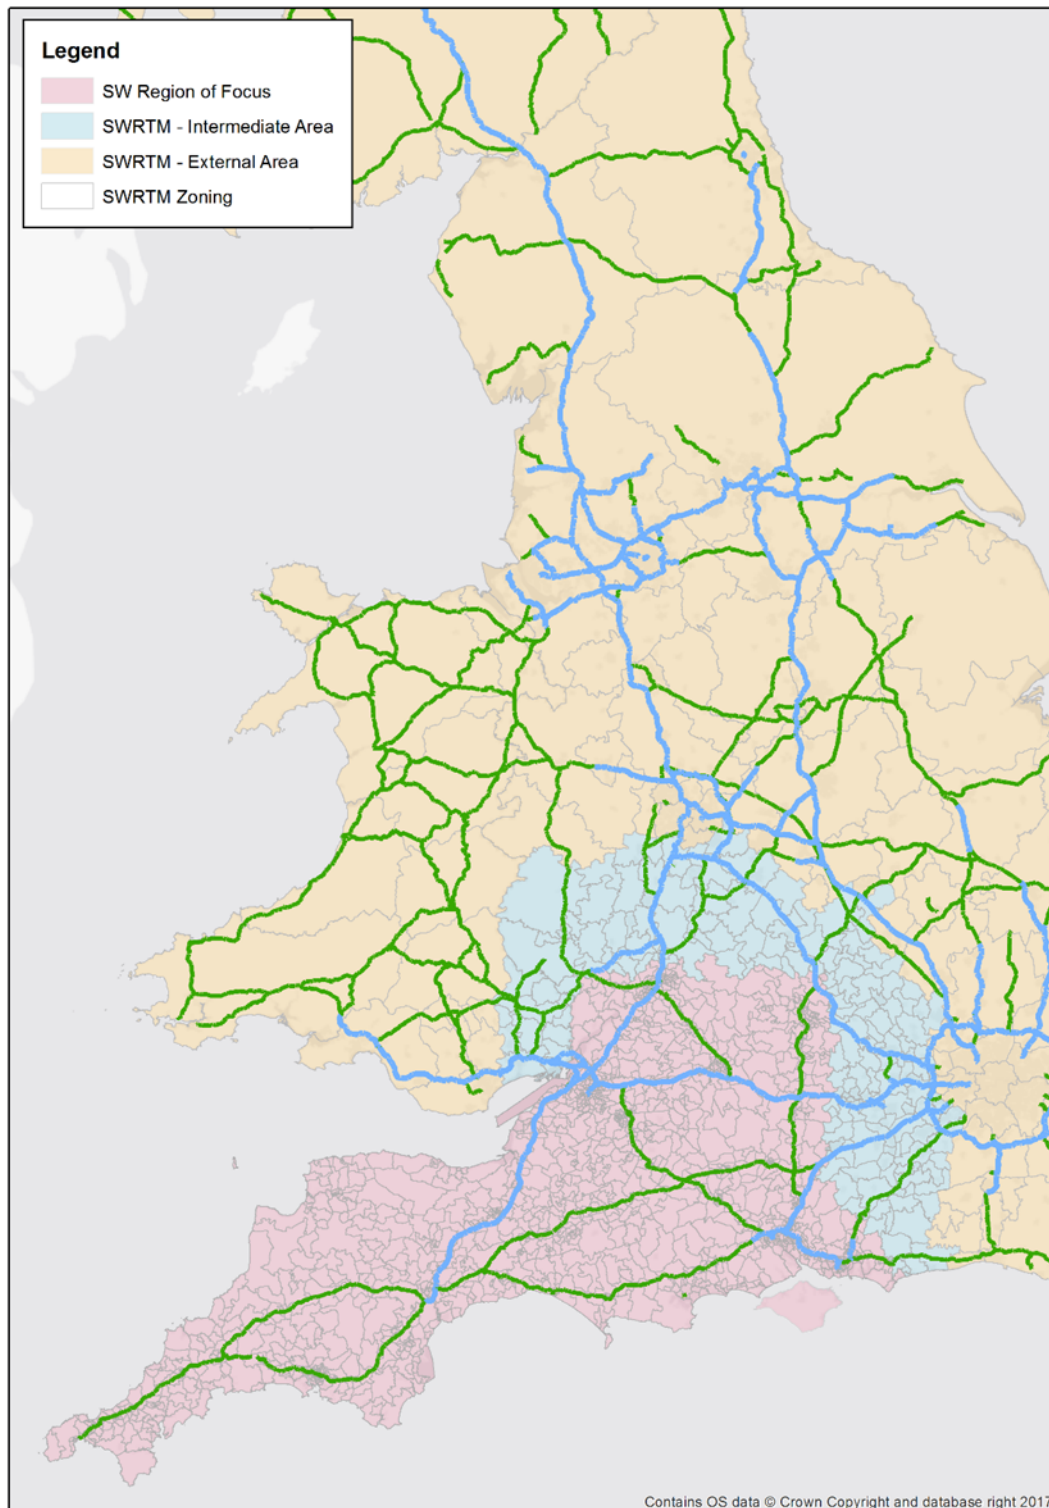 Legend
SW Region of Focus
SWRTM - Intermediate Area
SWRTM - External Area
SWRTM Zoning
Contains OS data © Crown Copyright and database right 2017